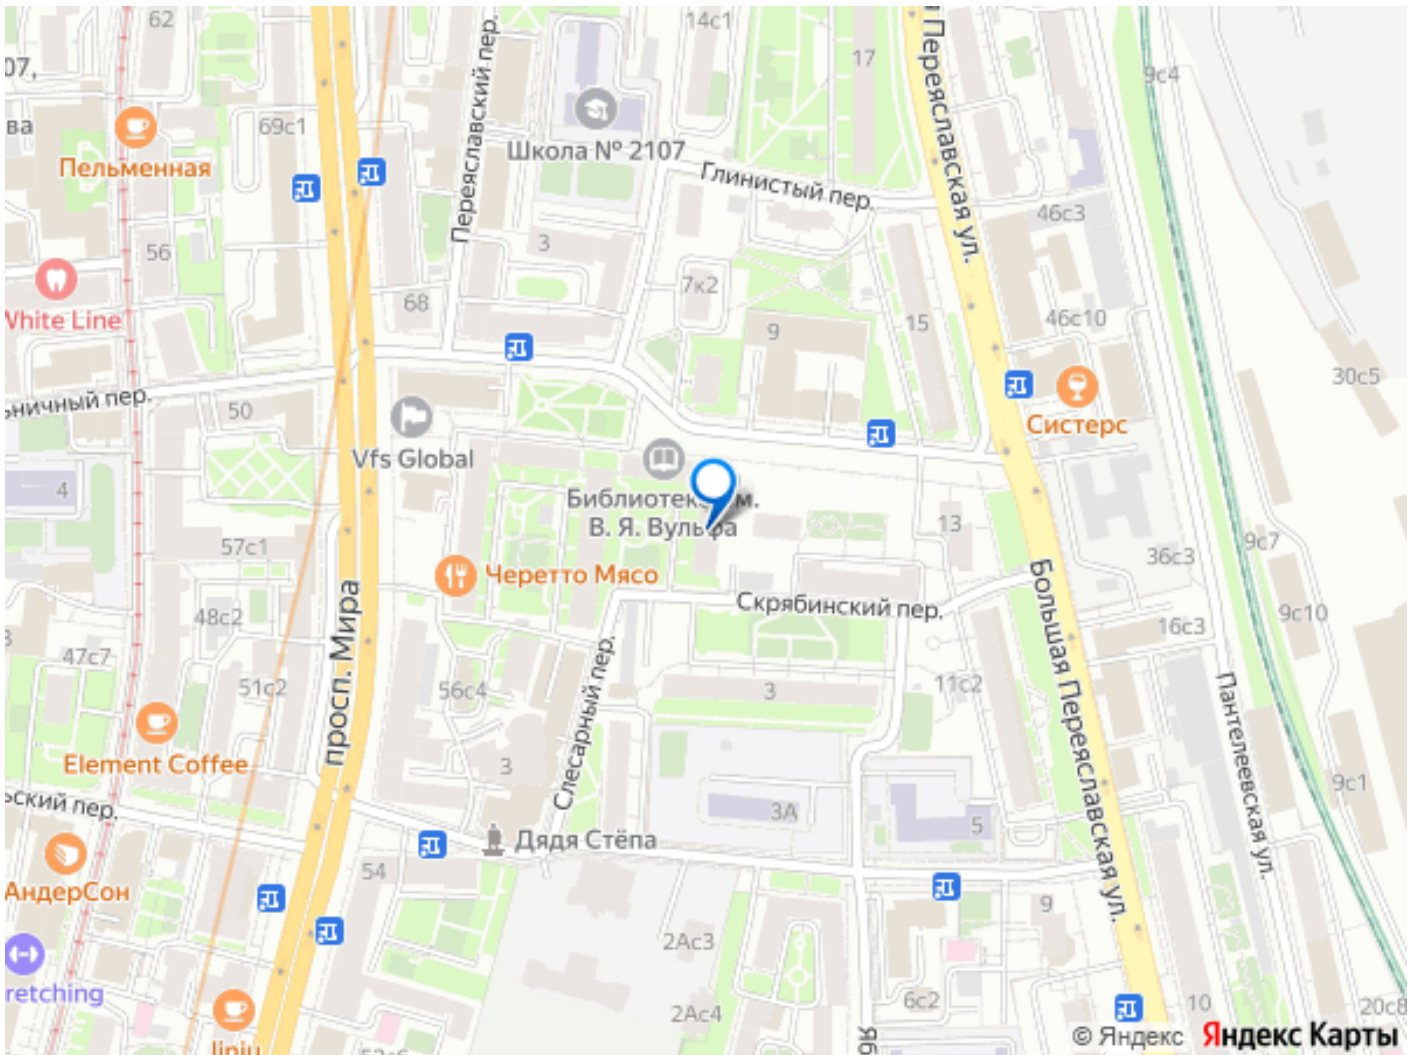 62
14с1
17
9с4
07,
ва
69с1
Пельменная
Школа № 2107
Переяславский пер.
Глинистый пер.
Переяславская ул.
46с3
56
3
7к2
68
White Line
9
15
46с10
30с5
ьничный пер.
50
Систерс
Vfs Global
4
Библиотека им.
В. Я. Вульфа
13
57с1
36с3
9с7
Черетто Мясо
Скрябинский пер.
48с2
16с3
9с10
просп. Мира
Большая Переяславская ул.
47с7
51с2
56с4
3
11с2
Слесарный пер.
Пантелеевская ул.
Element Coffee
3
9с1
ьский пер.
3А
5
Дядя Стёпа
54
АндерСон
9
2Ас3
retching
6с2
10
20с8
2Ас4
jinju
© Яндекс Яндекс Карты